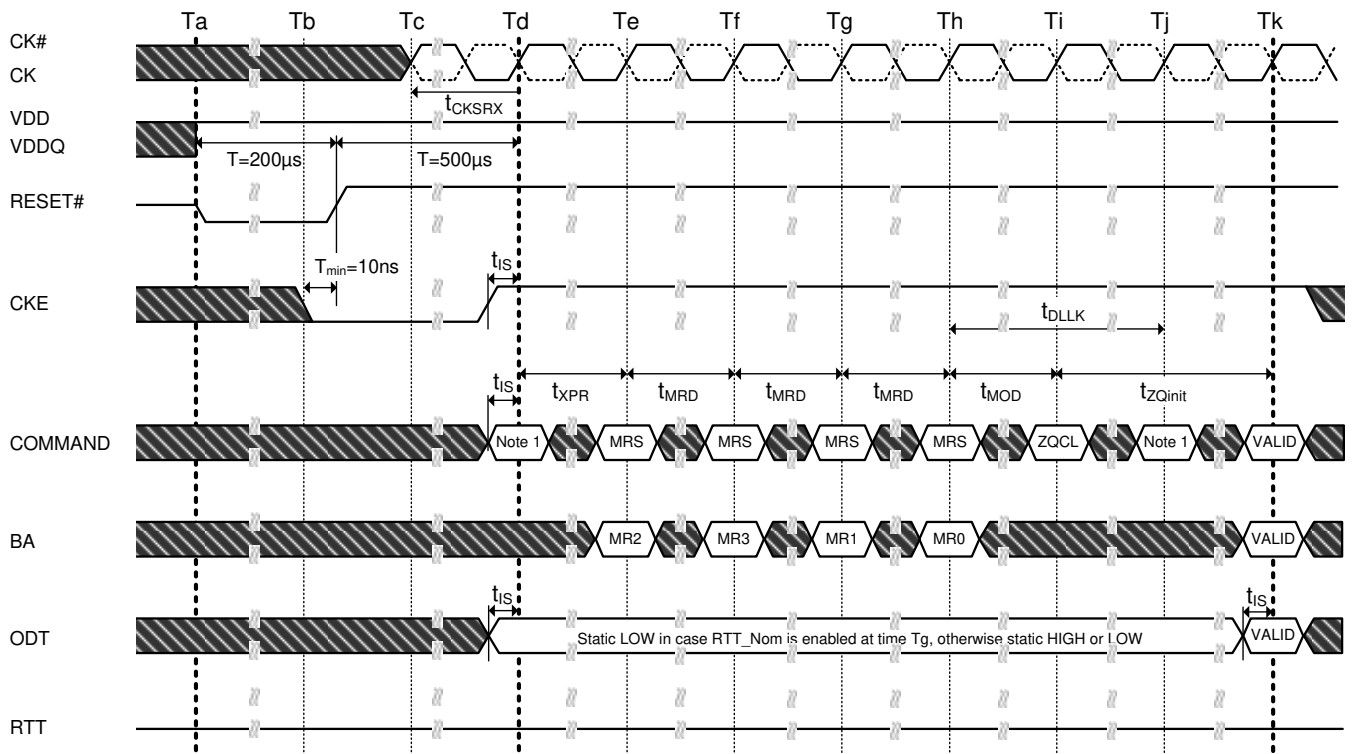 Ta Tb Tc Td Te Tf Tg Th Ti Tj Tk
CK#
CK
tCKSRX
VDD
VDDQ
T=200µs T=500µs
RESET#
Tmin=10ns tIS
CKE
tDLLK
tIS tXPR tMRD tMRD tMRD tMOD tZQinit
COMMAND Note 1 MRS MRS MRS MRS ZQCL Note 1 VALID
BA MR2 MR3 MR1 MR0 VALID
tIS tIS
ODT Static LOW in case RTT_Nom is enabled at time Tg, otherwise static HIGH or LOW VALID
RTT